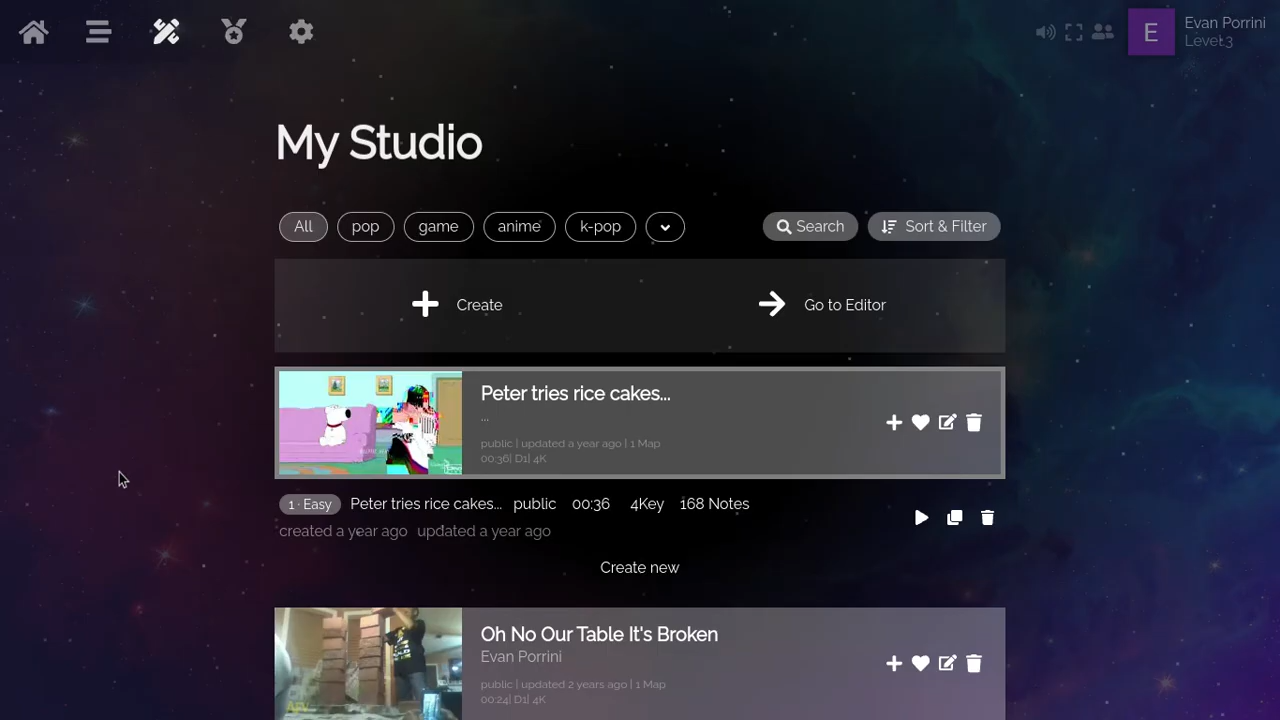 E
Evan Porrini
Level 3
My Studio
All
pop
game
anime
k-pop
Search
Sort & Filter
Create
Go to Editor
Peter tries rice cakes...
...
public | updated a year ago | 1 Map
00:36| D1| 4K
1 · Easy Peter tries rice cakes... public 00:36 4Key 168 Notes
created a year ago updated a year ago
Create new
Oh No Our Table It's Broken
Evan Porrini
public | updated 2 years ago | 1 Map
00:24| D1| 4K
AFV